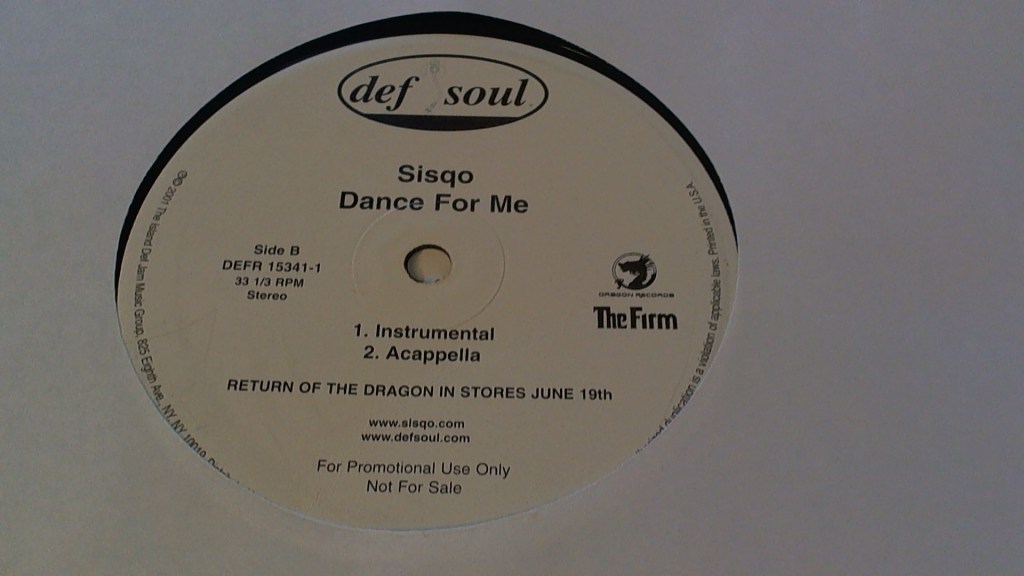 def soul
Sisqo
Dance For Me
Side B
DEFR 15341-1
33 1/3 RPM
Stereo
DRAGON RECORDS
The Firm
1. Instrumental
2. Acappella
RETURN OF THE DRAGON IN STORES JUNE 19th
www.sisqo.com
www.defsoul.com
For Promotional Use Only
Not For Sale
℗© 2001 The Island Def Jam Music Group, 825 Eighth Ave, NY, NY 10019
duplication is a violation of applicable laws. Printed in the U.S.A.